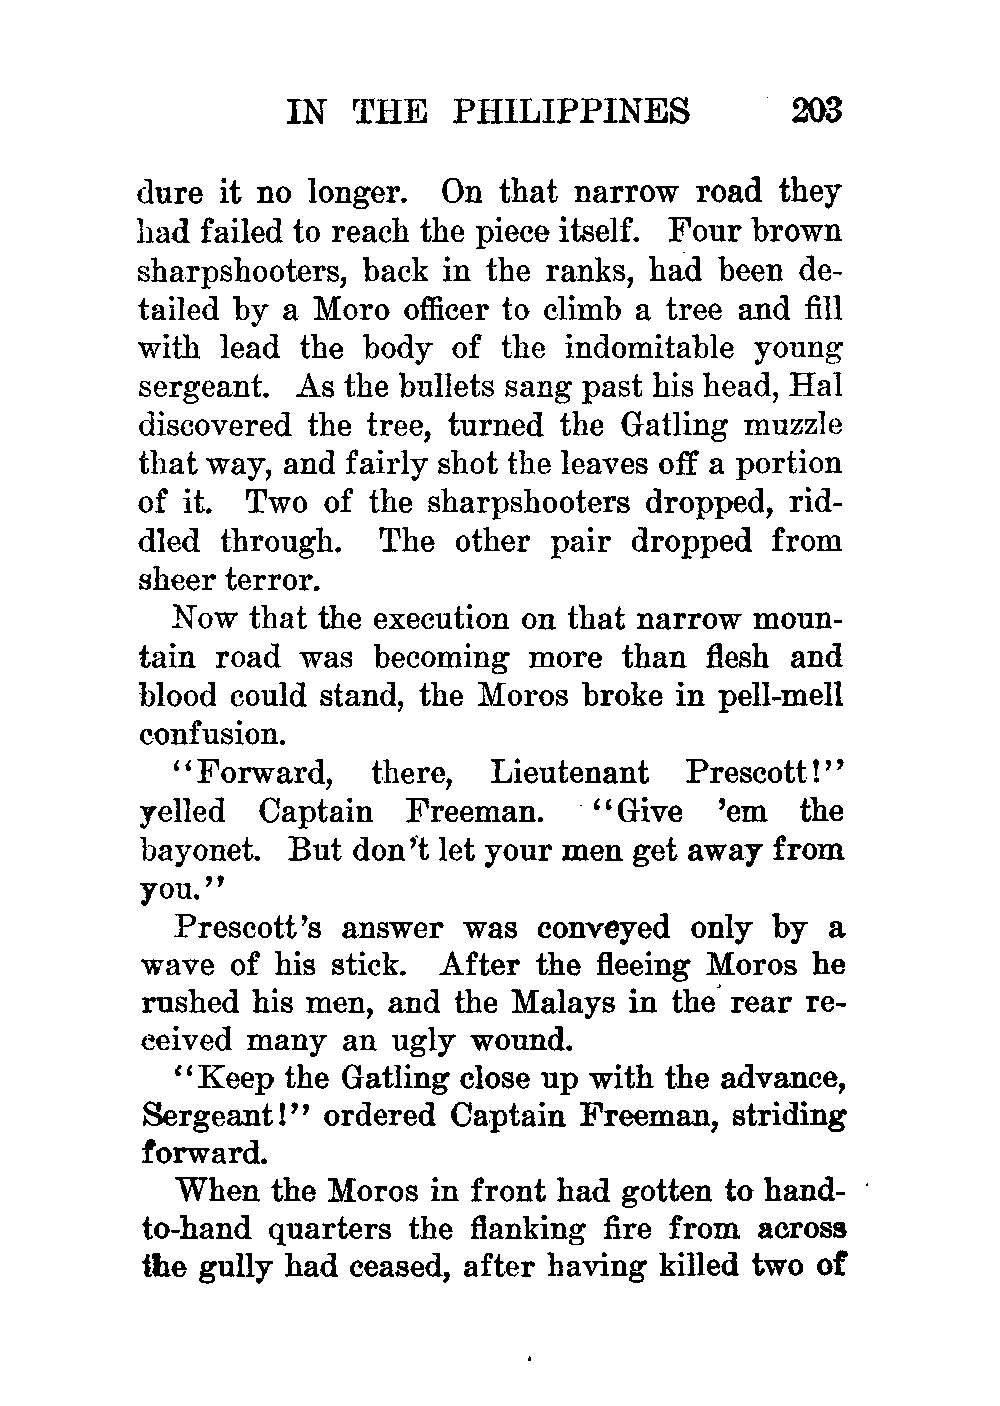 IN THE PHILIPPINES 203
dure it no longer. On that narrow road they
had failed to reach the piece itself. Four brown
sharpshooters, back in the ranks, had been de-
tailed by a Moro officer to climb a tree and fill
with lead the body of the indomitable young
sergeant. As the bullets sang past his head, Hal
discovered the tree, turned the Gatling muzzle
that way, and fairly shot the leaves off a portion
of it. Two of the sharpshooters dropped, rid-
dled through. The other pair dropped from
sheer terror.
Now that the execution on that narrow moun-
tain road was becoming more than flesh and
blood could stand, the Moros broke in pell-mell
confusion.
"Forward, there, Lieutenant Prescott!"
yelled Captain Freeman. "Give 'em the
bayonet. But don't let your men get away from
you."
Prescott's answer was conveyed only by a
wave of his stick. After the fleeing Moros he
rushed his men, and the Malays in the rear re-
ceived many an ugly wound.
"Keep the Gatling close up with the advance,
Sergeant!" ordered Captain Freeman, striding
forward.
When the Moros in front had gotten to hand-
to-hand quarters the flanking fire from across
the gully had ceased, after having killed two of